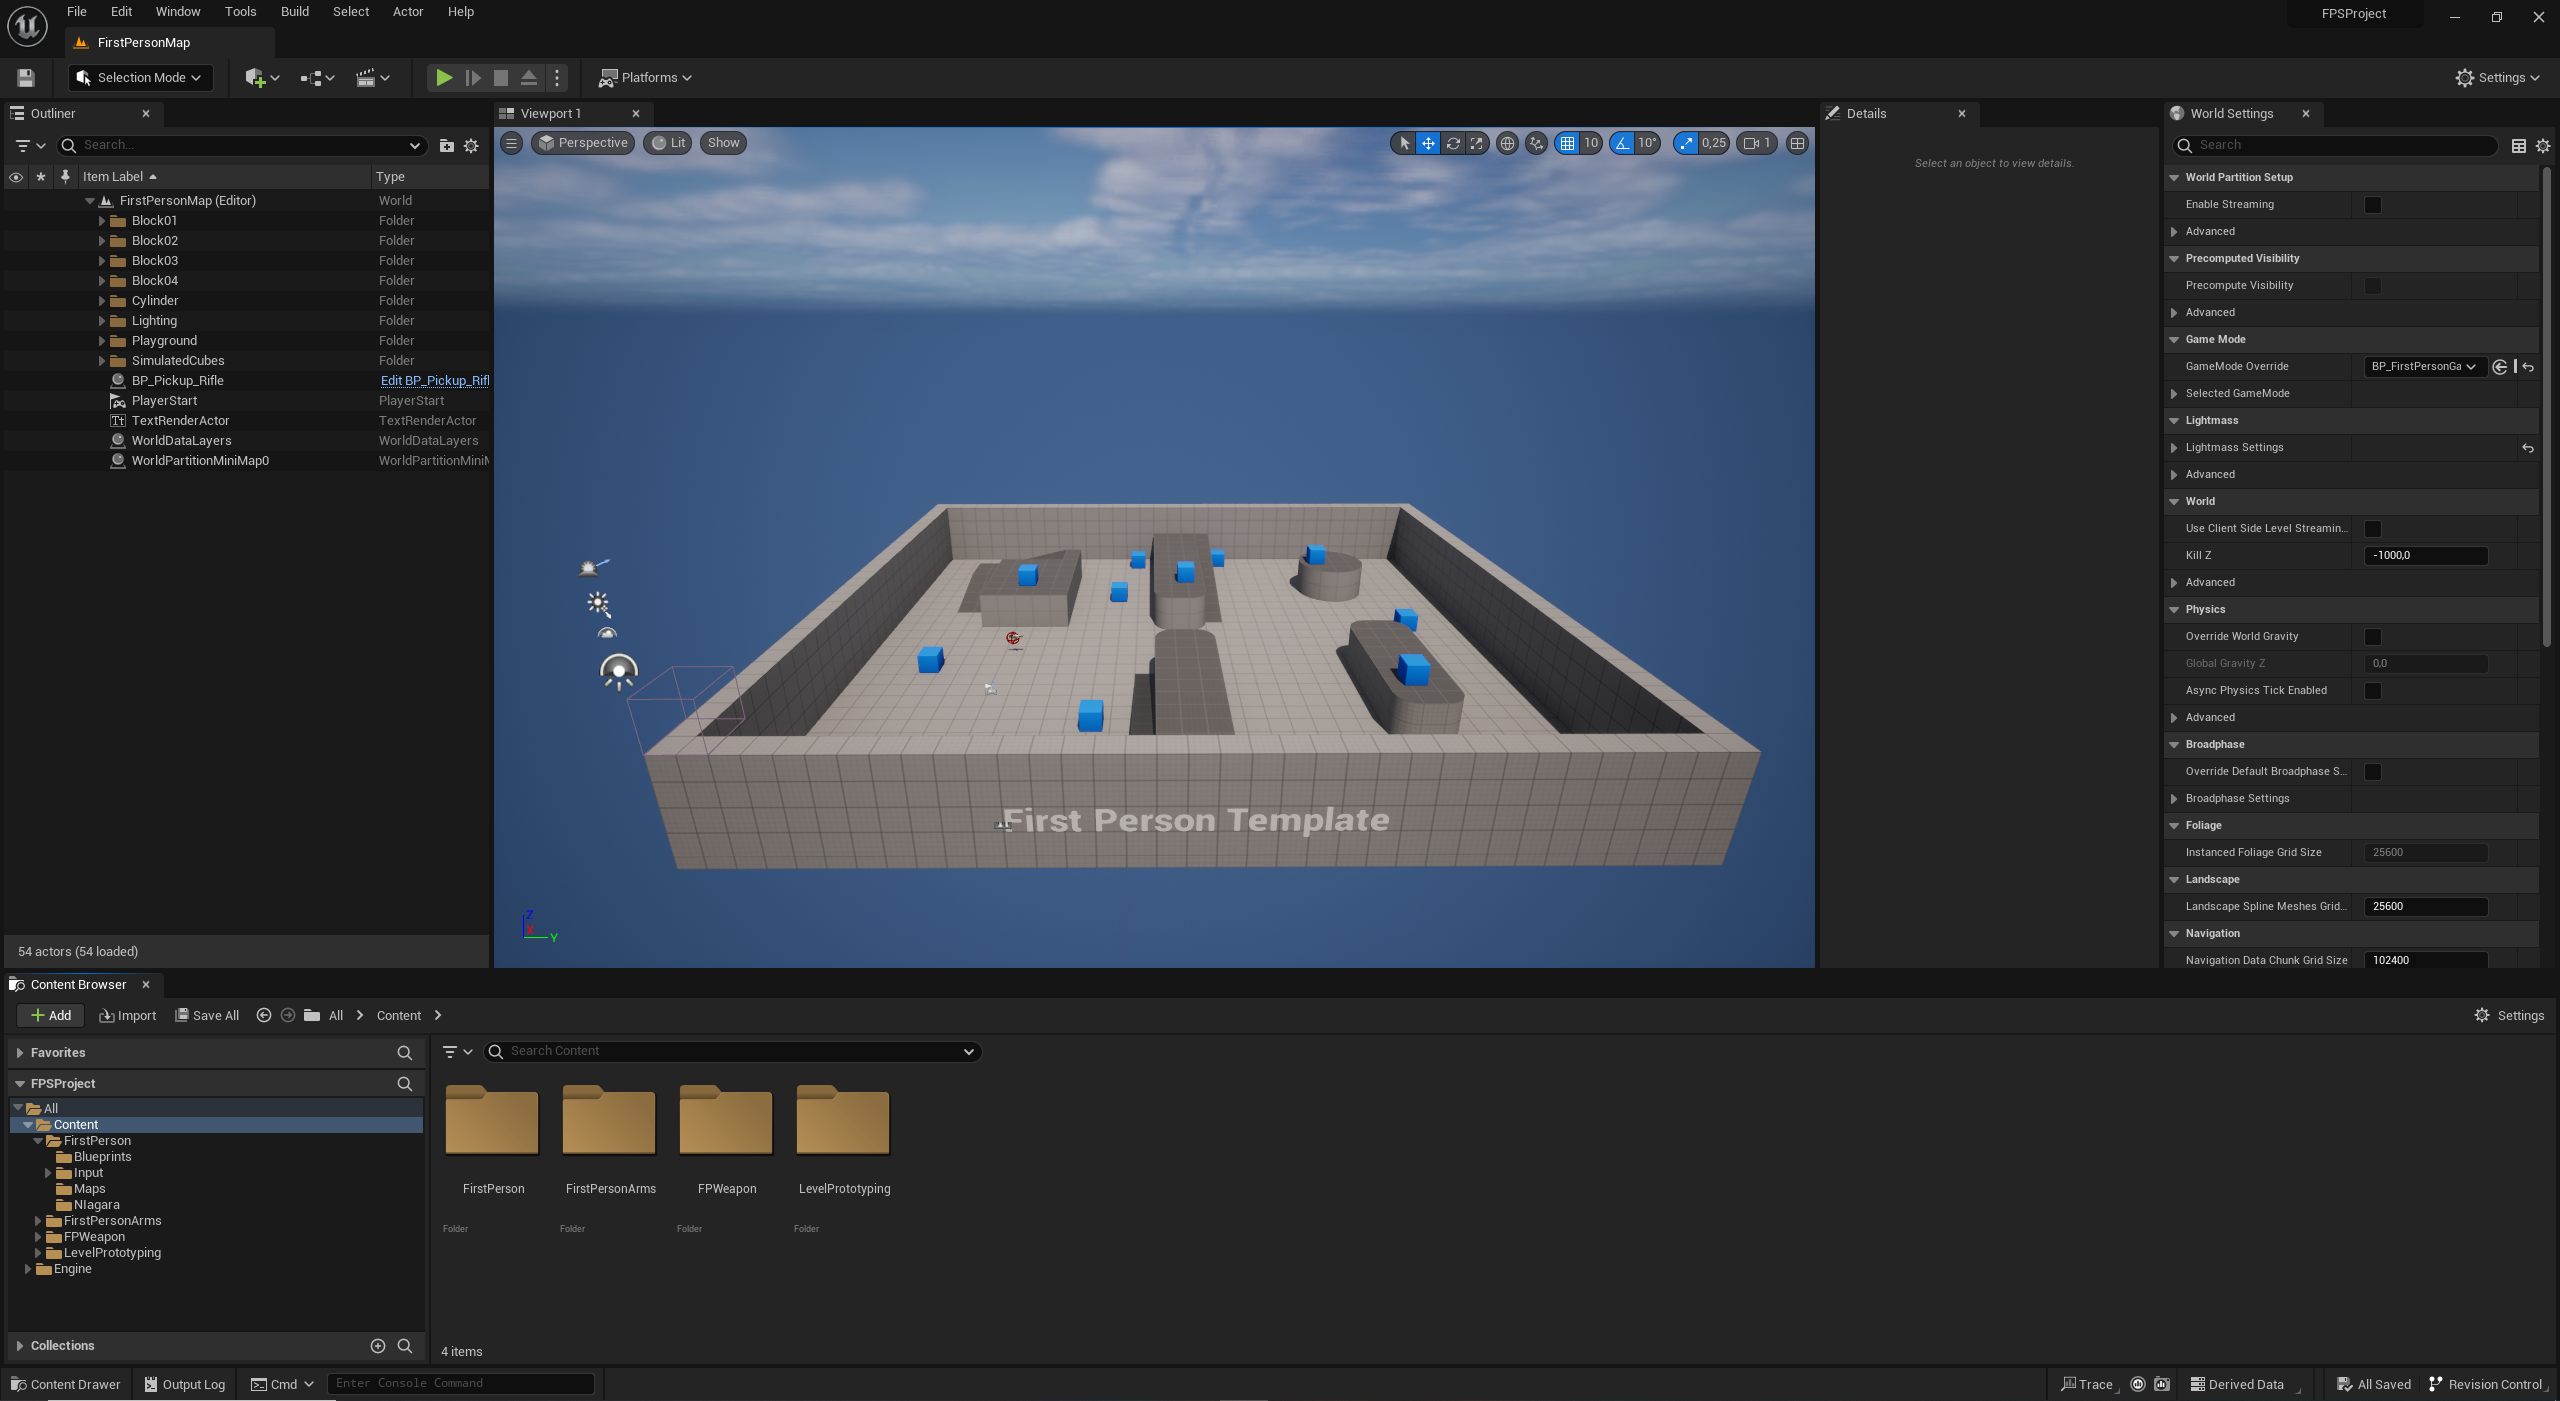 File Edit Window Tools Build Select Actor Help
FPSProject
FirstPersonMap
Selection Mode
Platforms
Settings
Outliner
Search...
Item Label Type
FirstPersonMap (Editor) World
Block01 Folder
Block02 Folder
Block03 Folder
Block04 Folder
Cylinder Folder
Lighting Folder
Playground Folder
SimulatedCubes Folder
BP_Pickup_Rifle Edit BP_Pickup_Rifl
PlayerStart PlayerStart
TextRenderActor TextRenderActor
WorldDataLayers WorldDataLayers
WorldPartitionMiniMap0 WorldPartitionMiniM
54 actors (54 loaded)
Viewport 1
Perspective Lit Show
10 10° 0,25 1
First Person Template
Z
X
Y
Details
Select an object to view details.
World Settings
Search
World Partition Setup
Enable Streaming
Advanced
Precomputed Visibility
Precompute Visibility
Advanced
Game Mode
GameMode Override BP_FirstPersonGa
Selected GameMode
Lightmass
Lightmass Settings
Advanced
World
Use Client Side Level Streamin...
Kill Z -1000,0
Advanced
Physics
Override World Gravity
Global Gravity Z 0,0
Async Physics Tick Enabled
Advanced
Broadphase
Override Default Broadphase S...
Broadphase Settings
Foliage
Instanced Foliage Grid Size 25600
Landscape
Landscape Spline Meshes Grid... 25600
Navigation
Navigation Data Chunk Grid Size 102400
Content Browser
Add Import Save All All Content
Settings
Favorites
FPSProject
All
Content
FirstPerson
Blueprints
Input
Maps
NIagara
FirstPersonArms
FPWeapon
LevelPrototyping
Engine
Collections
Search Content
FirstPerson FirstPersonArms FPWeapon LevelPrototyping
Folder Folder Folder Folder
4 items
Content Drawer Output Log Cmd Enter Console Command
Trace Derived Data All Saved Revision Control